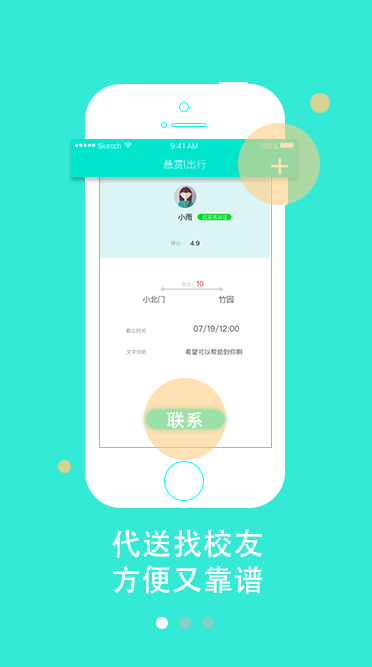 Sketch 9:41 AM 100%
悬赏|出行
小雨 已实名认证
评分: 4.9
赏点: 10
小北门 竹园
截止时间 07/19/12:00
文字说明 希望可以帮助到你啊
联系
代送找校友
方便又靠谱